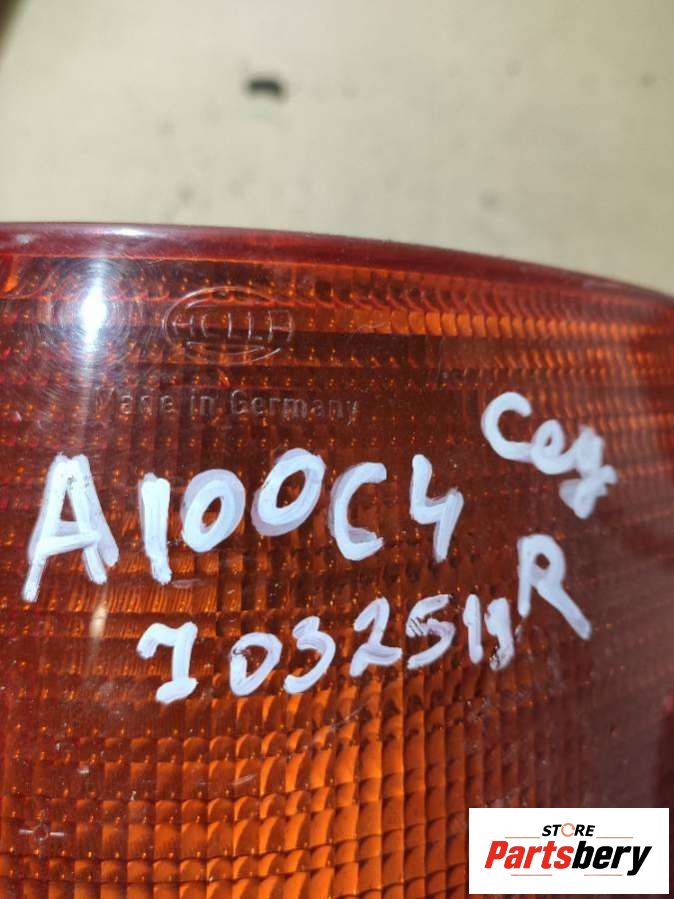 HELLA
Made in Germany
Сед
A100C4
R
STORE
Partsbery